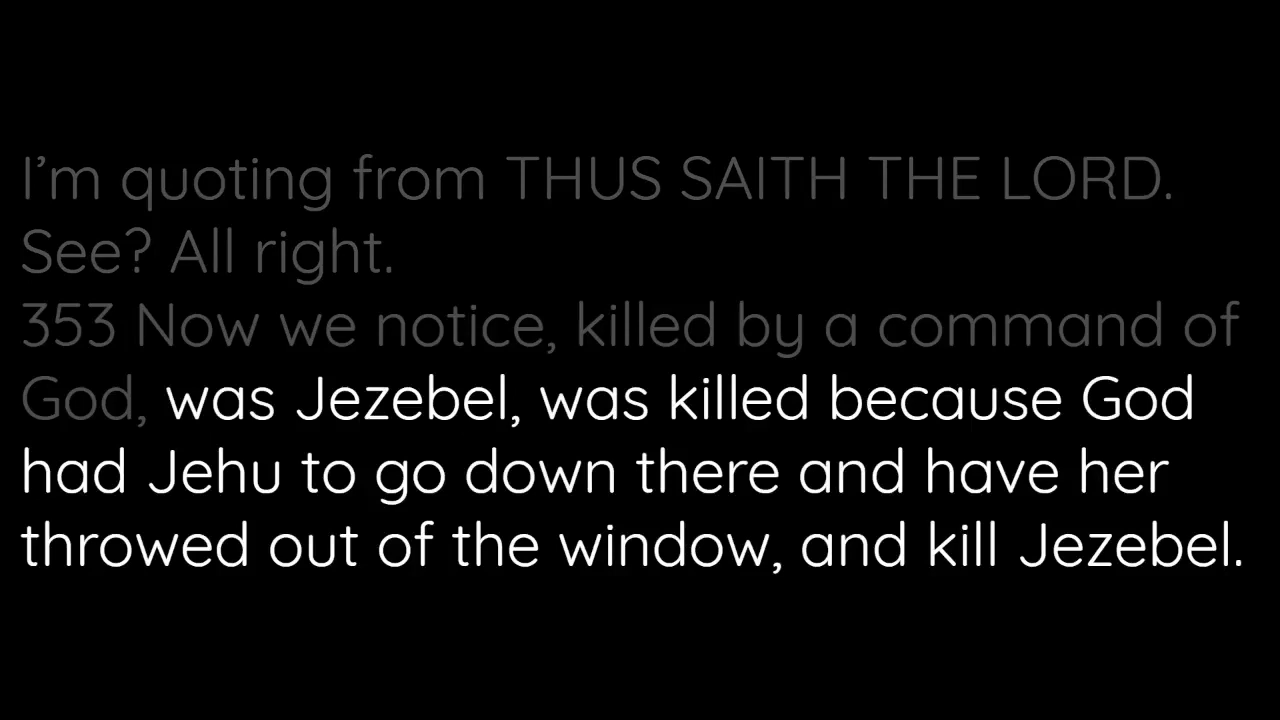 I’m quoting from THUS SAITH THE LORD.
See? All right.
353 Now we notice, killed by a command of
God, was Jezebel, was killed because God
had Jehu to go down there and have her
throwed out of the window, and kill Jezebel.